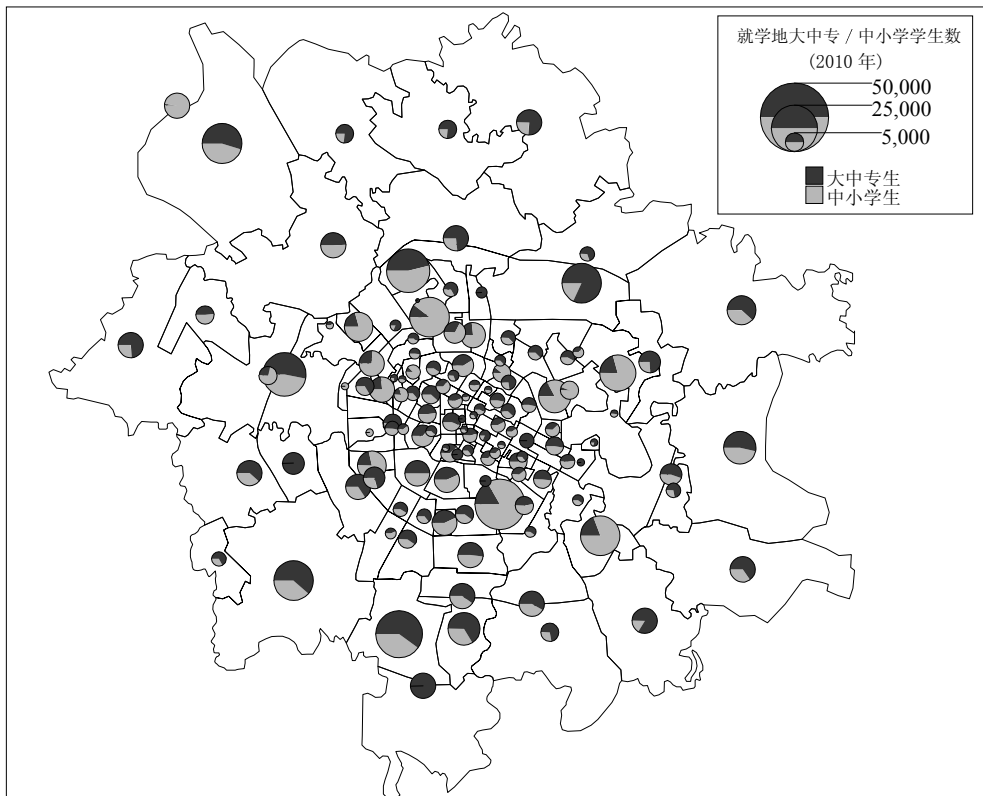 就学地大中专 / 中小学学生数
(2010 年)
50,000
25,000
5,000
大中专生
中小学生